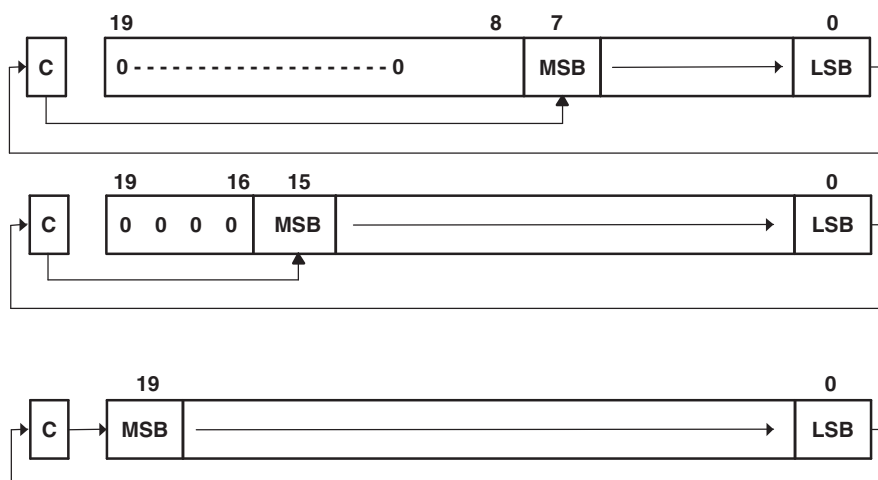 19 8 7 0
C 0--------------------0 MSB LSB
19 16 15 0
C 0 0 0 0 MSB LSB
19 0
C MSB LSB